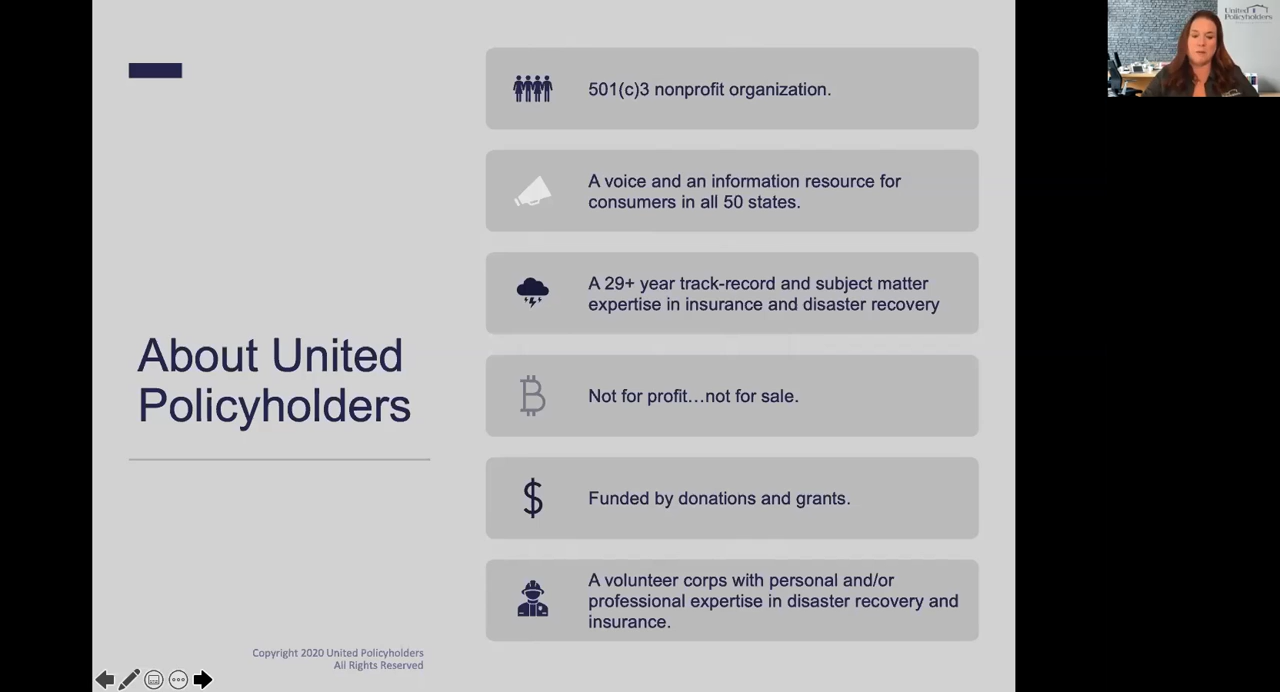 About United
Policyholders
501(c)3 nonprofit organization.
A voice and an information resource for
consumers in all 50 states.
A 29+ year track-record and subject matter
expertise in insurance and disaster recovery
Not for profit…not for sale.
Funded by donations and grants.
A volunteer corps with personal and/or
professional expertise in disaster recovery and
insurance.
Copyright 2020 United Policyholders
All Rights Reserved
United
Policyholders